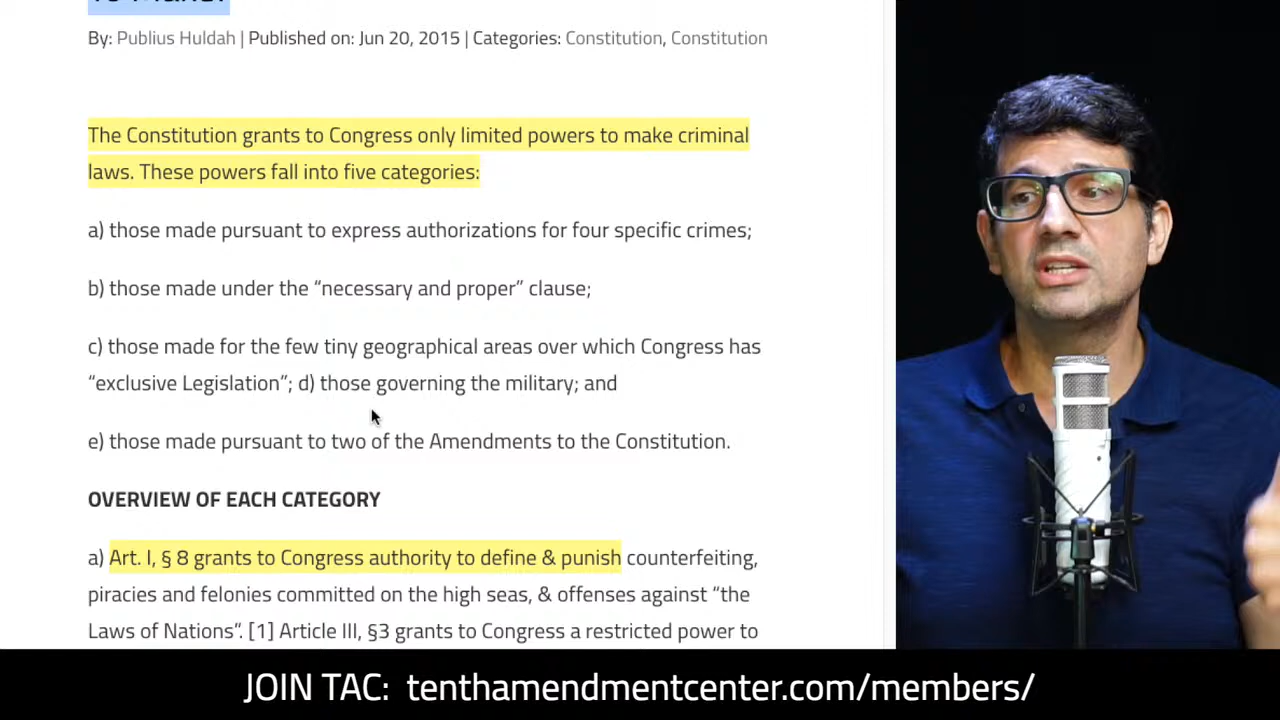 By: Publius Huldah | Published on: Jun 20, 2015 | Categories: Constitution, Constitution
The Constitution grants to Congress only limited powers to make criminal
laws. These powers fall into five categories:
a) those made pursuant to express authorizations for four specific crimes;
b) those made under the “necessary and proper” clause;
c) those made for the few tiny geographical areas over which Congress has
“exclusive Legislation”; d) those governing the military; and
e) those made pursuant to two of the Amendments to the Constitution.
OVERVIEW OF EACH CATEGORY
a) Art. I, § 8 grants to Congress authority to define & punish counterfeiting,
piracies and felonies committed on the high seas, & offenses against “the
Laws of Nations”. [1] Article III, §3 grants to Congress a restricted power to
JOIN TAC: tenthamendmentcenter.com/members/